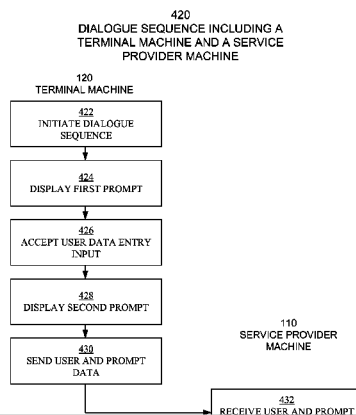 420
DIALOGUE SEQUENCE INCLUDING A
TERMINAL MACHINE AND A SERVICE
PROVIDER MACHINE
120
TERMINAL MACHINE
422
INITIATE DIALOGUE
SEQUENCE
424
DISPLAY FIRST PROMPT
426
ACCEPT USER DATA ENTRY
INPUT
428
DISPLAY SECOND PROMPT
430
SEND USER AND PROMPT
DATA
110
SERVICE PROVIDER
MACHINE
432
RECEIVE USER AND PROMPT